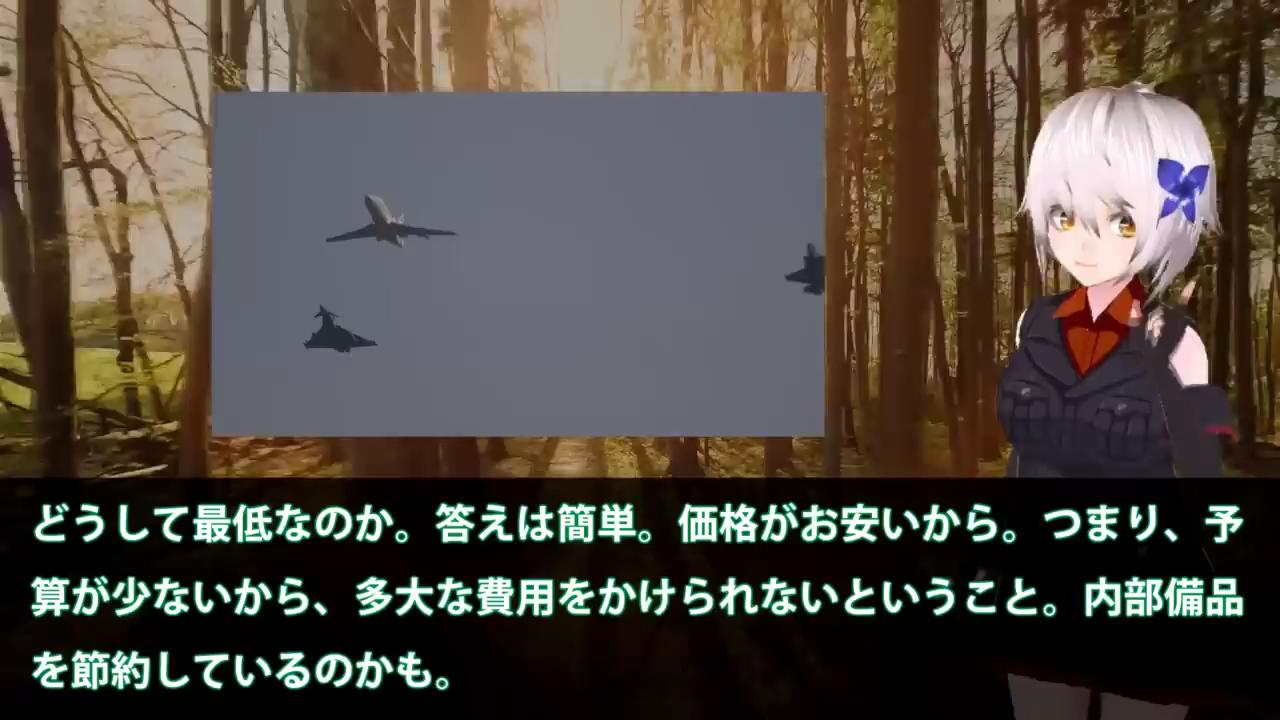 どうして最低なのか。答えは簡単。価格がお安いから。つまり、予
算が少ないから、多大な費用をかけられないということ。内部備品
を節約しているのかも。